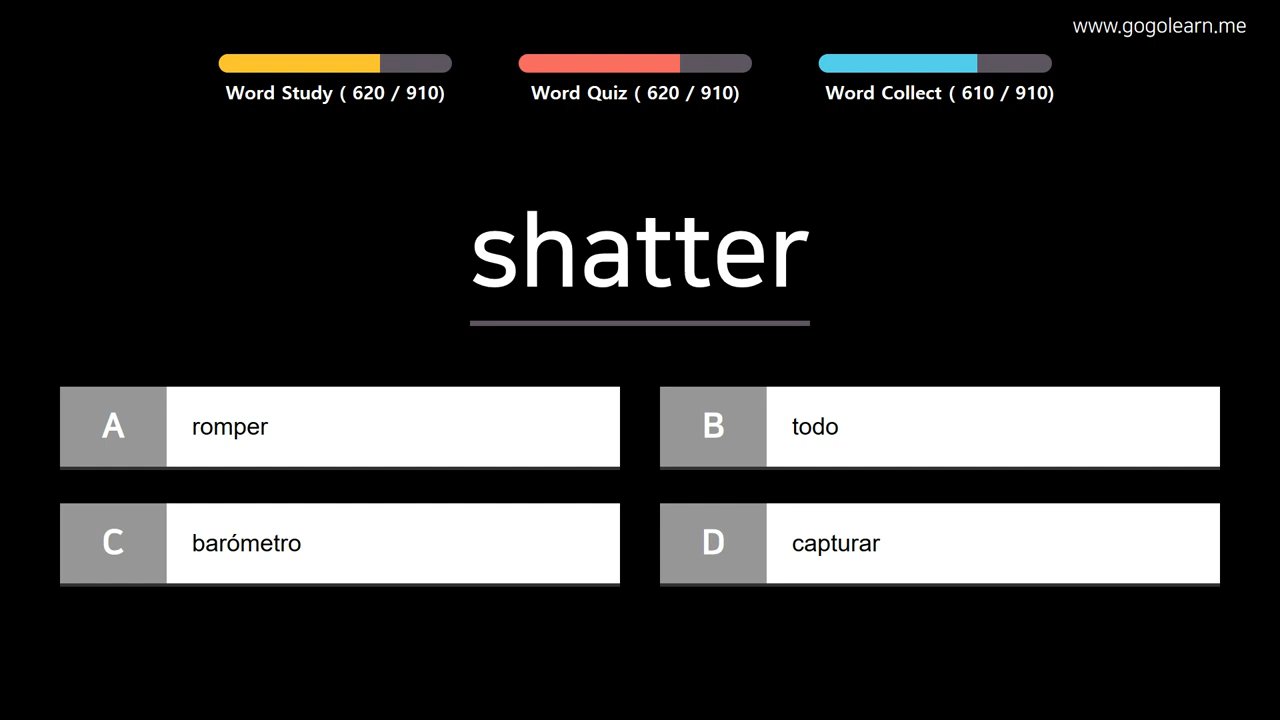 www.gogolearn.me
Word Study ( 620 / 910)
Word Quiz ( 620 / 910)
Word Collect ( 610 / 910)
shatter
A romper
B todo
C barómetro
D capturar